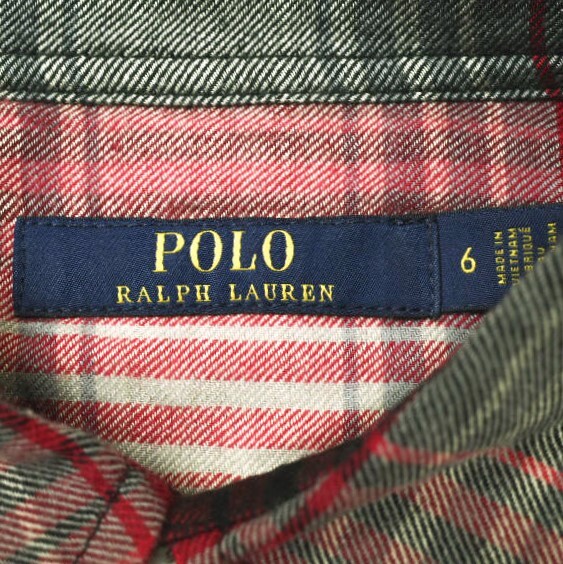 POLO
RALPH LAUREN
6
MADE IN
VIETNAM